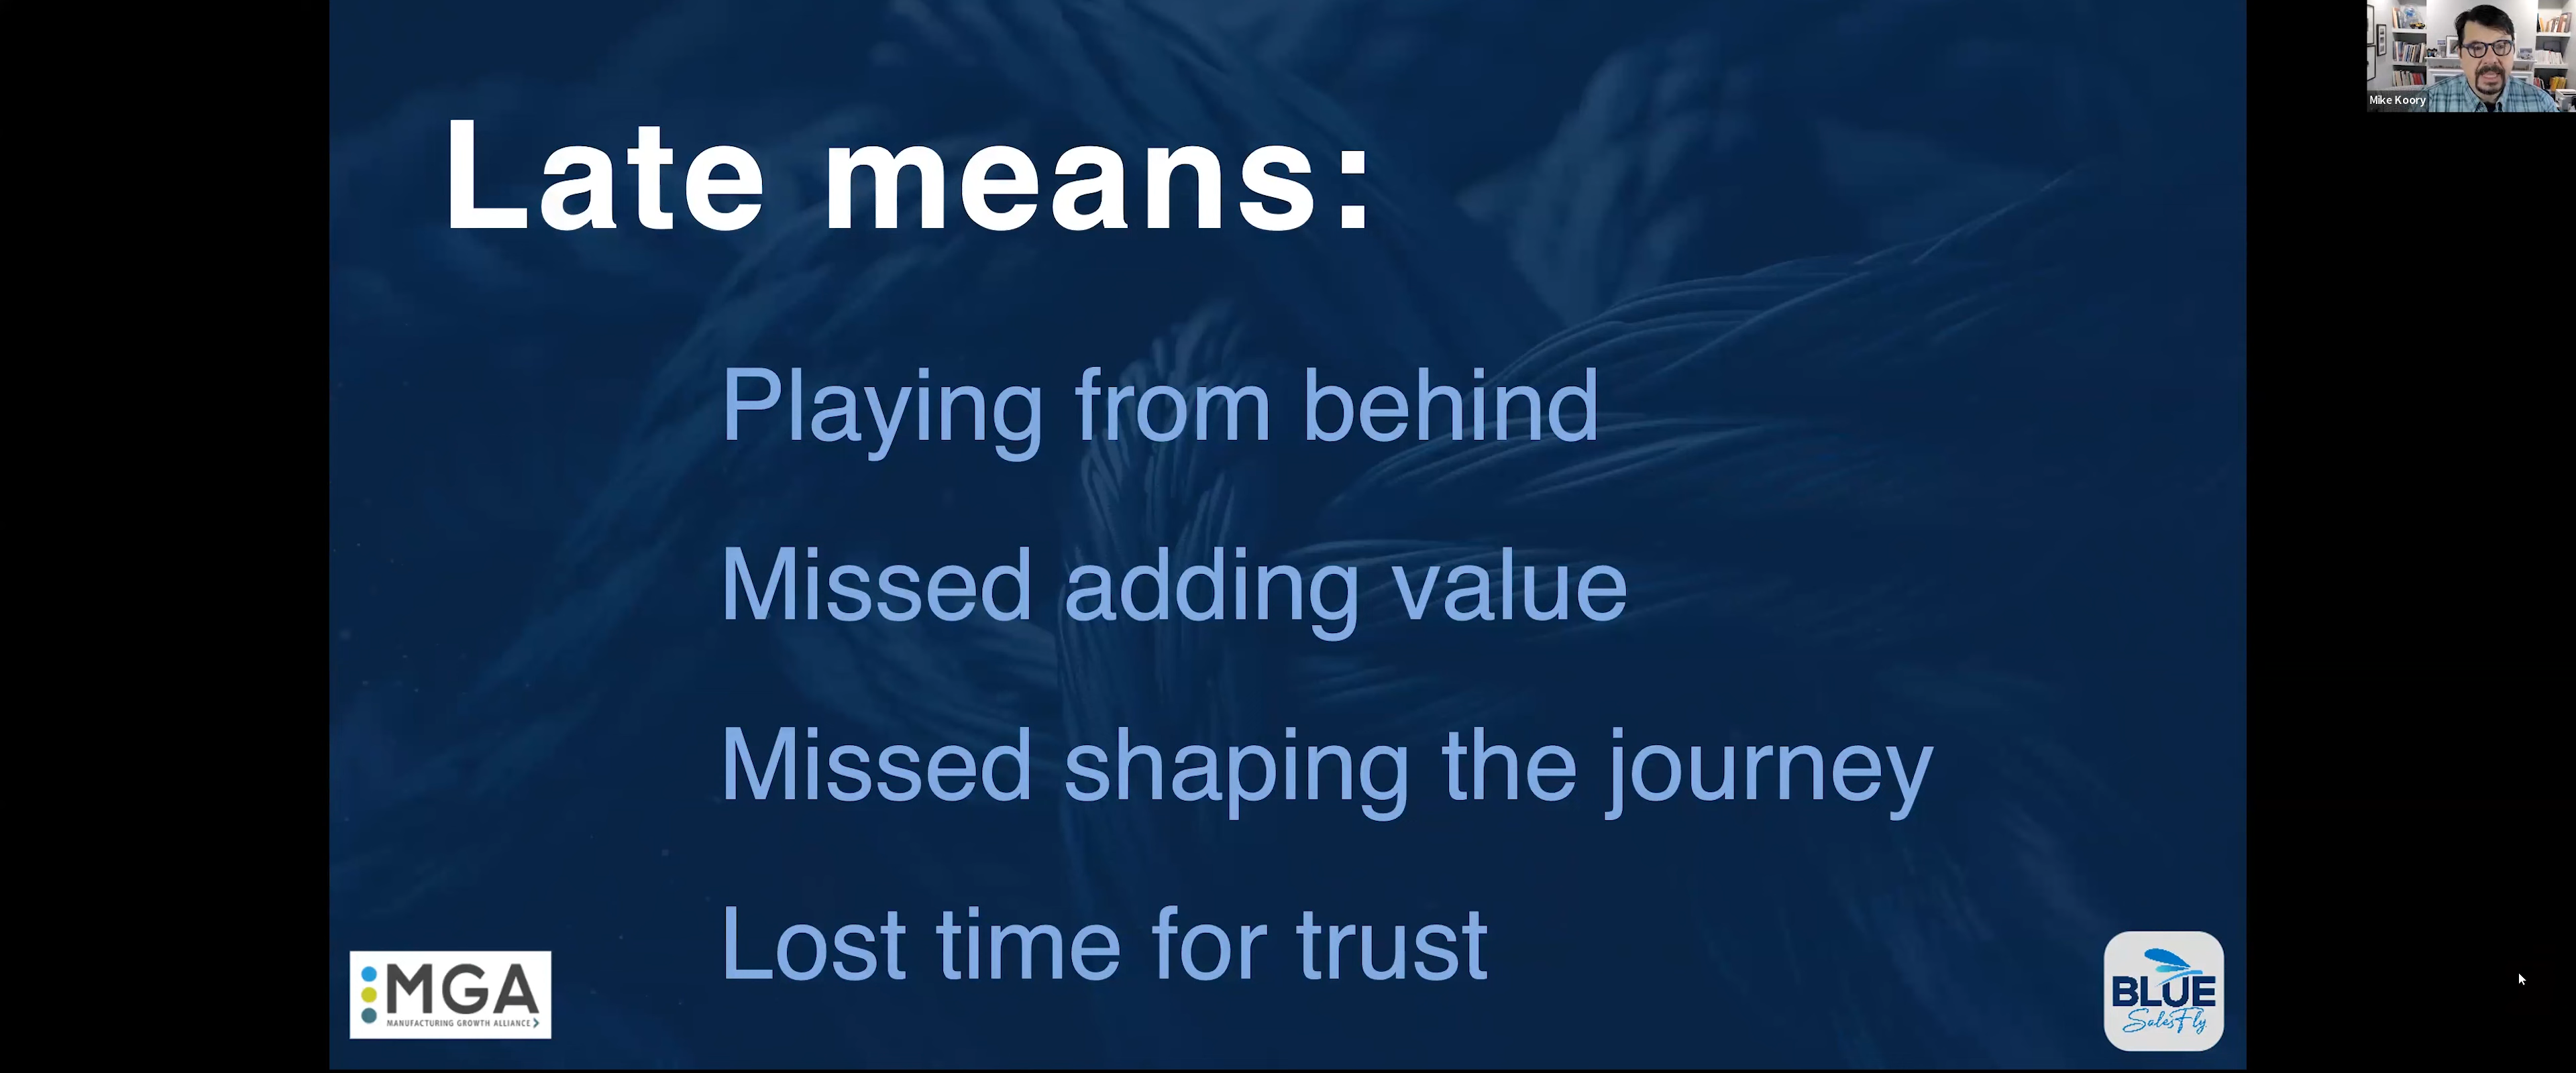 Late means:
Mike Koory
Playing from behind
Missed adding value
Missed shaping the journey
Lost time for trust
MGA
MANUFACTURING GROWTH ALLIANCE
BLUE
SalesFly